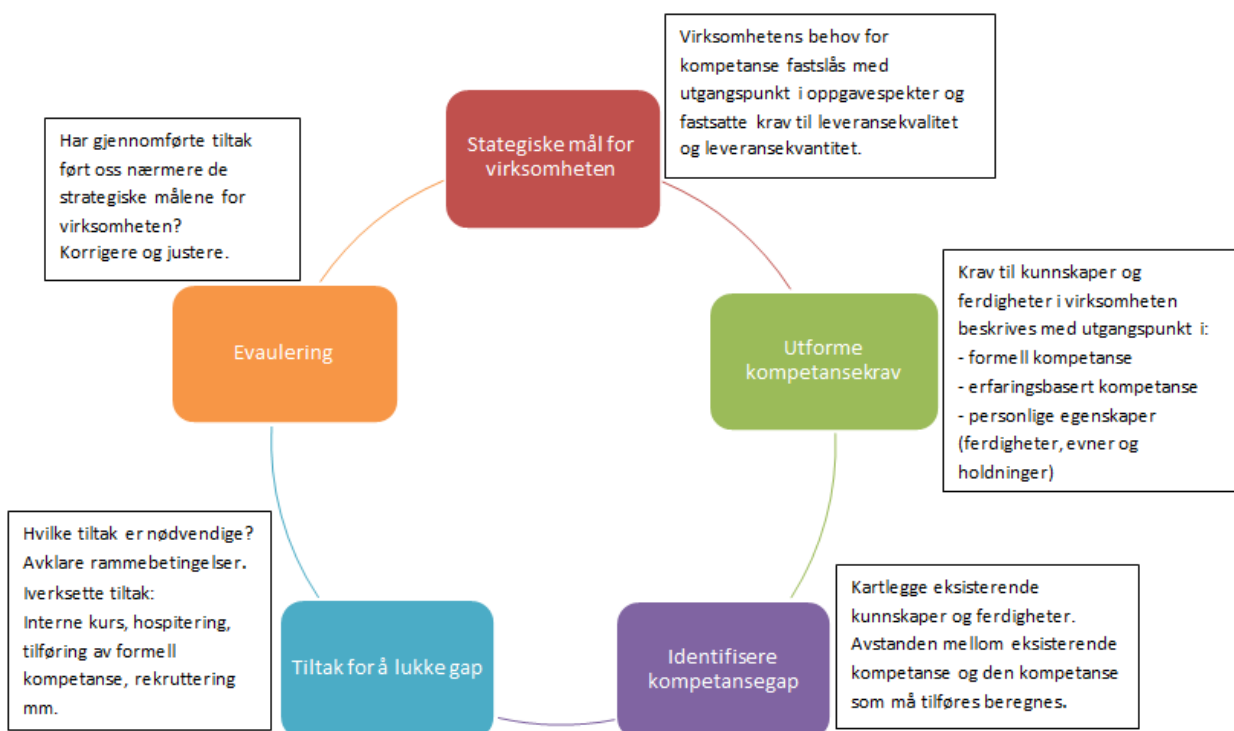 Virksomhetens behov for
kompetanse fastslås med
utgangspunkt i oppgavespekter og
fastsatte krav til leveransekvalitet
og leveransekvantitet.
Stategiske mål for
virksomheten
Har gjennomførte tiltak
ført oss nærmere de
strategiske målene for
virksomheten?
Korrigere og justere.
Krav til kunnskaper og
ferdigheter i virksomheten
beskrives med utgangspunkt i:
- formell kompetanse
- erfaringsbasert kompetanse
- personlige egenskaper
(ferdigheter, evner og
holdninger)
Utforme
kompetansekrav
Evaulering
Hvilke tiltak er nødvendige?
Avklare rammebetingelser.
Iverksette tiltak:
Interne kurs, hospitering,
tilføring av formell
kompetanse, rekruttering
mm.
Tiltak for å lukke gap
Identifisere
kompetansegap
Kartlegge eksisterende
kunnskaper og ferdigheter.
Avstanden mellom eksisterende
kompetanse og den kompetanse
som må tilføres beregnes.